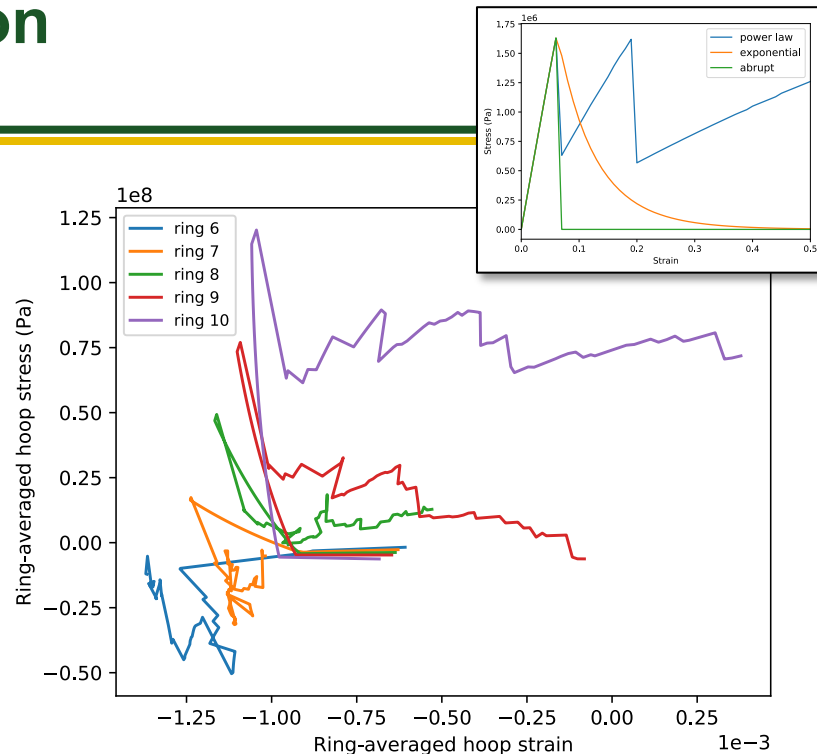 on
1e6
1.75
1.50
1.25
1.00
0.75
0.50
0.25
0.00
Stress (Pa)
power law
exponential
abrupt
0.0 0.1 0.2 0.3 0.4 0.5
Strain
1e8
1.25
1.00
0.75
0.50
0.25
0.00
−0.25
−0.50
Ring-averaged hoop stress (Pa)
ring 6
ring 7
ring 8
ring 9
ring 10
−1.25 −1.00 −0.75 −0.50 −0.25 0.00 0.25
1e−3
Ring-averaged hoop strain